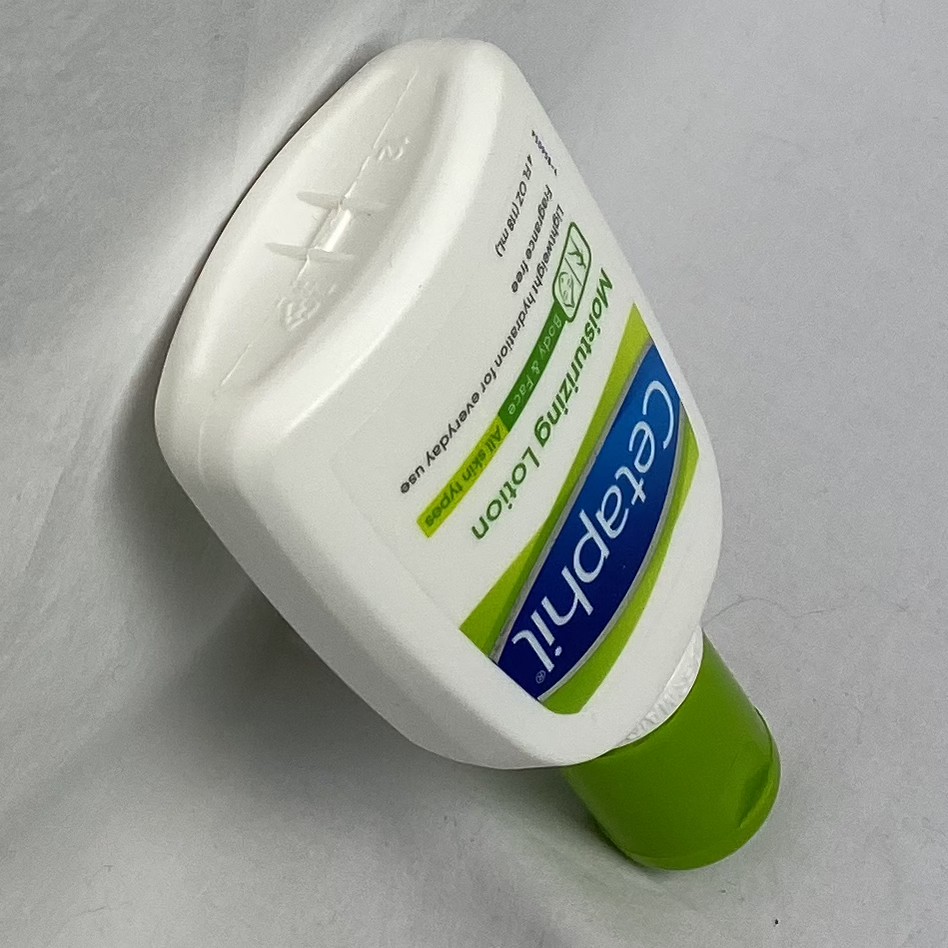 Cetaphil®
Moisturizing Lotion
Body & Face All skin types
Lightweight hydration for everyday use
Fragrance free
4 FL OZ (118 mL)